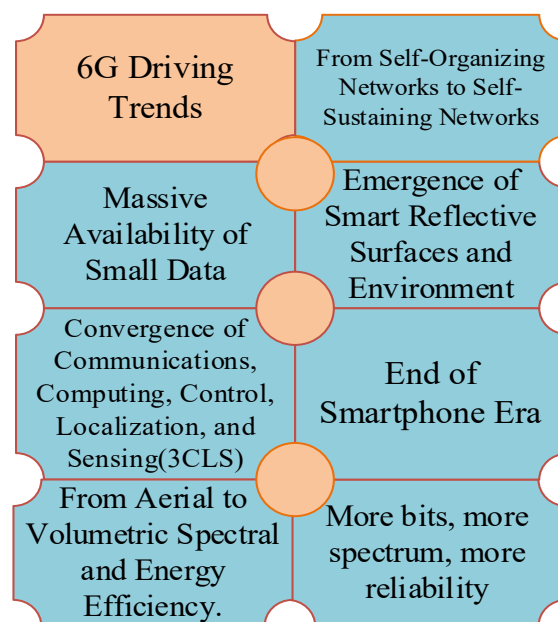 6G Driving
Trends
From Self-Organizing
Networks to Self-
Sustaining Networks
Massive
Availability of
Small Data
Emergence of
Smart Reflective
Surfaces and
Environment
Convergence of
Communications,
Computing, Control,
Localization, and
Sensing(3CLS)
End of
Smartphone Era
From Aerial to
Volumetric Spectral
and Energy
Efficiency.
More bits, more
spectrum, more
reliability